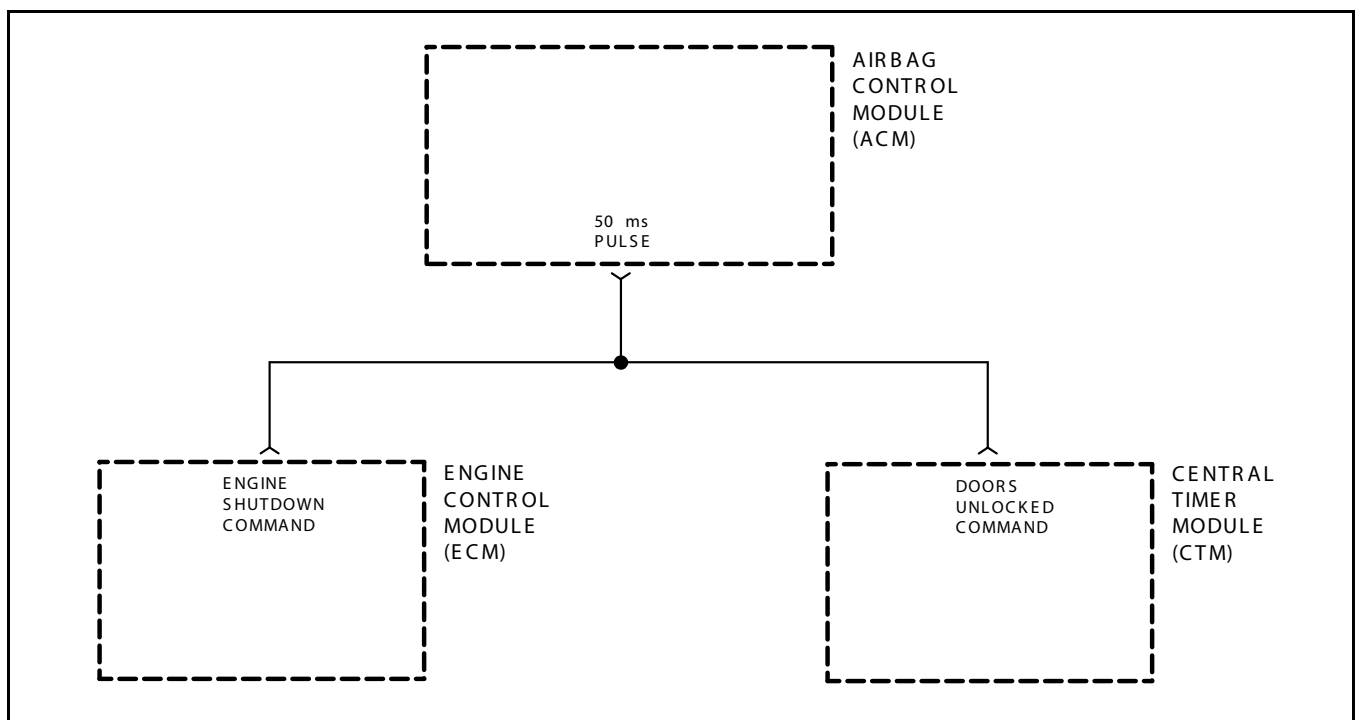 AIRBAG
CONTROL
MODULE
(ACM)
50 ms
PULSE
ENGINE
SHUTDOWN
COMMAND
ENGINE
CONTROL
MODULE
(ECM)
DOORS
UNLOCKED
COMMAND
CENTRAL
TIMER
MODULE
(CTM)